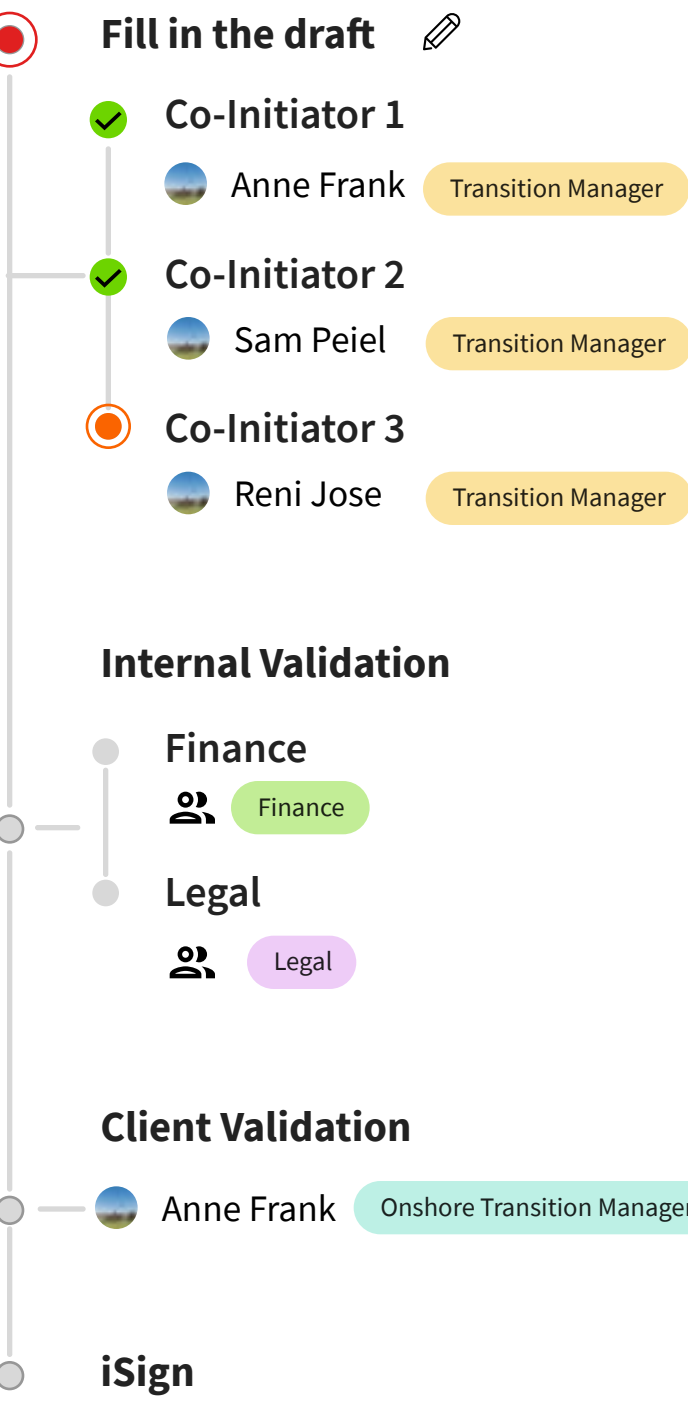 Fill in the draft
Co-Initiator 1
Anne Frank Transition Manager
Co-Initiator 2
Sam Peiel Transition Manager
Co-Initiator 3
Reni Jose Transition Manager
Internal Validation
Finance
Finance
Legal
Legal
Client Validation
Anne Frank Onshore Transition Manager
iSign